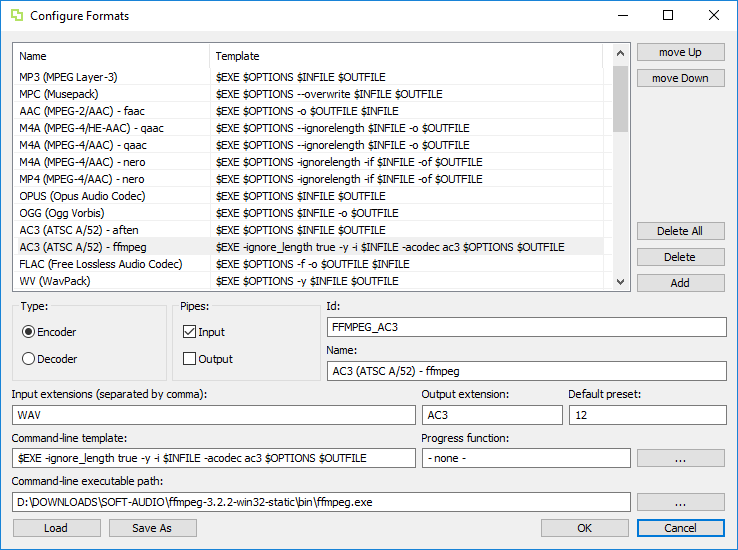 Configure Formats
Name Template
MP3 (MPEG Layer-3) $EXE $OPTIONS $INFILE $OUTFILE
MPC (Musepack) $EXE $OPTIONS --overwrite $INFILE $OUTFILE
AAC (MPEG-2/AAC) - faac $EXE $OPTIONS -o $OUTFILE $INFILE
M4A (MPEG-4/HE-AAC) - qaac $EXE $OPTIONS --ignorelength $INFILE -o $OUTFILE
M4A (MPEG-4/AAC) - qaac $EXE $OPTIONS --ignorelength $INFILE -o $OUTFILE
M4A (MPEG-4/AAC) - nero $EXE $OPTIONS -ignorelength -if $INFILE -of $OUTFILE
MP4 (MPEG-4/AAC) - nero $EXE $OPTIONS -ignorelength -if $INFILE -of $OUTFILE
OPUS (Opus Audio Codec) $EXE $OPTIONS $INFILE $OUTFILE
OGG (Ogg Vorbis) $EXE $OPTIONS $INFILE -o $OUTFILE
AC3 (ATSC A/52) - aften $EXE $OPTIONS $INFILE $OUTFILE
AC3 (ATSC A/52) - ffmpeg $EXE -ignore_length true -y -i $INFILE -acodec ac3 $OPTIONS $OUTFILE
FLAC (Free Lossless Audio Codec) $EXE $OPTIONS -f -o $OUTFILE $INFILE
WV (WavPack) $EXE $OPTIONS -y $INFILE $OUTFILE
move Up
move Down
Delete All
Delete
Add
Type: Pipes: Id:
Encoder Input FFMPEG_AC3
Name:
Decoder Output AC3 (ATSC A/52) - ffmpeg
Input extensions (separated by comma): Output extension: Default preset:
WAV AC3 12
Command-line template: Progress function:
$EXE -ignore_length true -y -i $INFILE -acodec ac3 $OPTIONS $OUTFILE - none - ...
Command-line executable path:
D:\DOWNLOADS\SOFT-AUDIO\ffmpeg-3.2.2-win32-static\bin\ffmpeg.exe ...
Load Save As OK Cancel